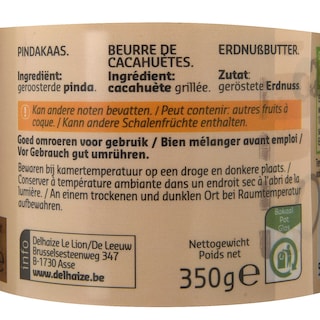 PINDAKAAS.
Ingrediënt:
geroosterde pinda.
BEURRE DE
CACAHUÈTES.
Ingrédient:
cacahuète grillée.
ERDNUẞBUTTER.
Zutat:
geröstete Erdnuss.
Kan andere noten bevatten. / Peut contenir: autres fruits à
coque. / Kann andere Schalenfrüchte enthalten.
Goed omroeren voor gebruik / Bien mélanger avant emploi /
Vor Gebrauch gut umrühren.
Bewaren bij kamertemperatuur op een droge en donkere plaats. /
Conserver à température ambiante dans un endroit sec à l'abri de la
lumière. / An einem trockenen und dunklen Ort bei Raumtemperatur
aufbewahren.
info
Delhaize Le Lion/De Leeuw
Brusselsesteenweg 347
B-1730 Asse
www.delhaize.be
Nettogewicht
Poids net
350g e
Bokaal
Pot
Glas